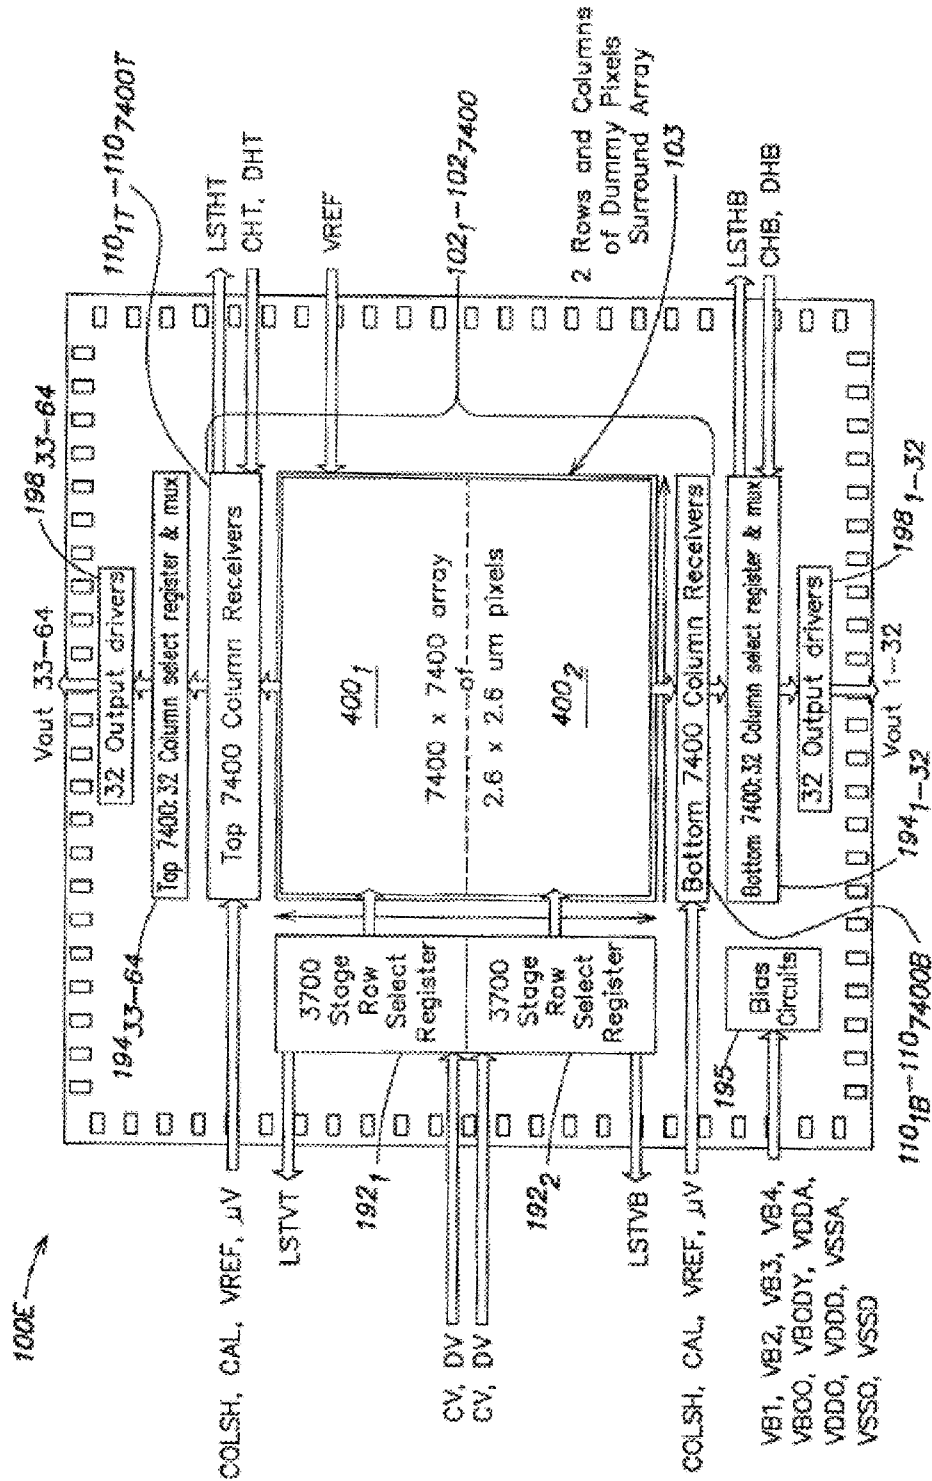 100E
Vout 33-64
198 33-64
32 Output drivers
Top 7400:32 Column select register & mux
194 33-64
110 1T-110 7400T
Top 7400 Column Receivers
LSTHT
CHT, DHT
COLSH, CAL, VREF, µV
102 1-102 7400
VREF
2 Rows and Columns
of Dummy Pixels
Surround Array
103
400 1
7400 x 7400 array
of
2.6 x 2.6 um pixels
400 2
3700
Stage
Row
Select
Register
3700
Stage
Row
Select
Register
LSTVT
192 1
CV, DV
CV, DV
192 2
LSTVB
COLSH, CAL, VREF, µV
Bottom 7400 Column Receivers
110 1B-110 7400B
LSTHB
CHB, DHB
Bottom 7400:32 Column select register & mux
194 1-32
32 Output drivers
198 1-32
Vout 1-32
Bias
Circuits
195
VB1, VB2, VB3, VB4,
VBOO, VBODY, VDDA,
VDDO, VDDD, VSSA,
VSSO, VSSD